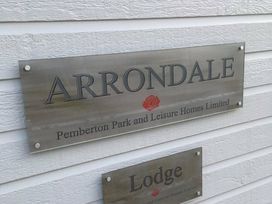 ARRONDALE
Pemberton Park and Leisure Homes Limited
Lodge